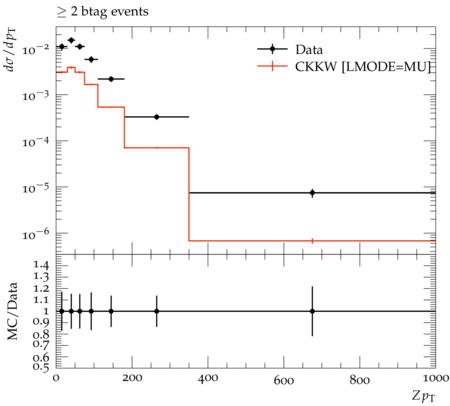 ≥ 2 btag events
dσ/dpT
10−2
10−3
10−4
10−5
10−6
Data
CKKW [LMODE=MU]
MC/Data
1.4
1.3
1.2
1.1
1
0.9
0.8
0.7
0.6
0.5
0 200 400 600 800 1000
Z pT